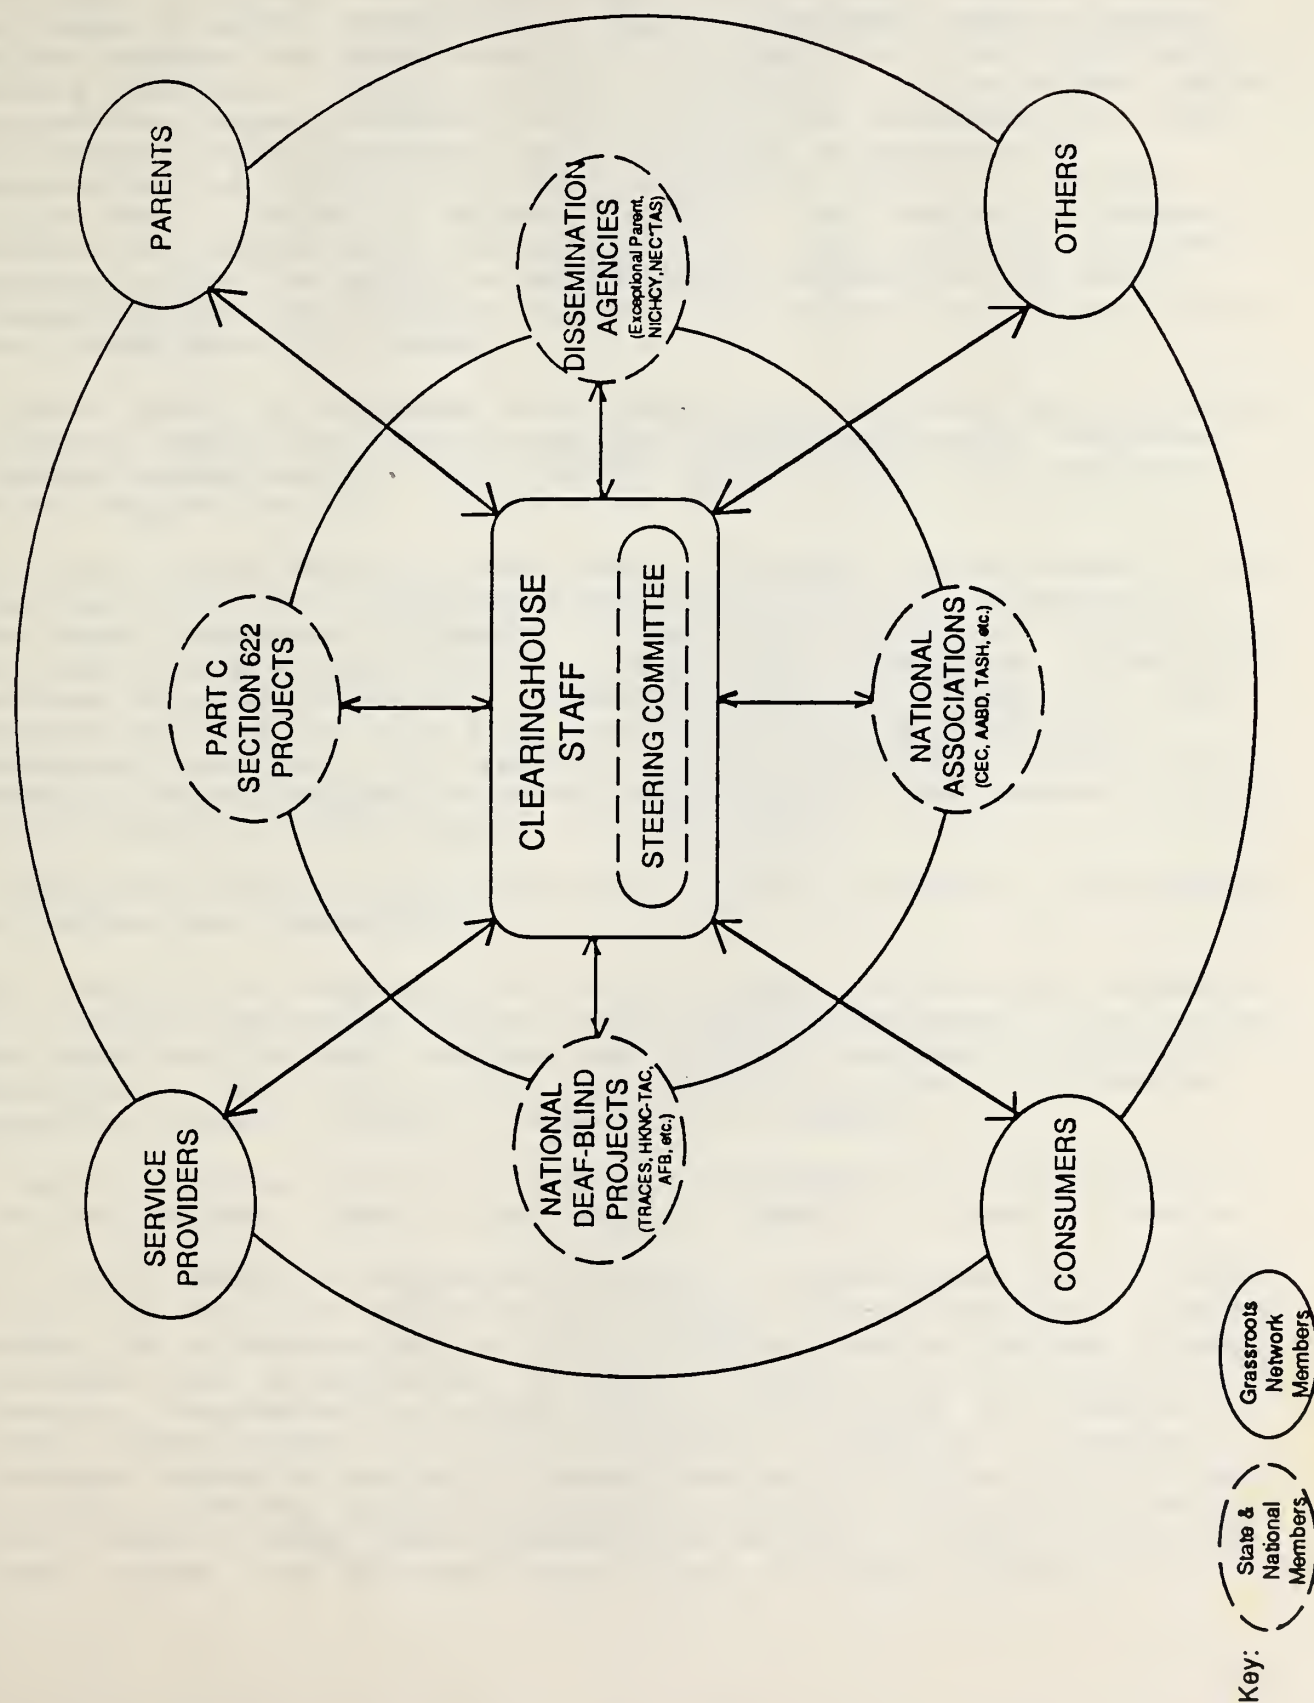 SERVICE
PROVIDERS
PARENTS
PART C
SECTION 622
PROJECTS
NATIONAL
DEAF-BLIND
PROJECTS
(TRACES, HKNC-TAC,
AFB, etc.)
CLEARINGHOUSE
STAFF
STEERING COMMITTEE
DISSEMINATION
AGENCIES
(Exceptional Parent,
NICHCY, NEC*TAS)
NATIONAL
ASSOCIATIONS
(CEC, AABD, TASH, etc.)
CONSUMERS
OTHERS
Key:
State &
National
Members
Grassroots
Network
Members